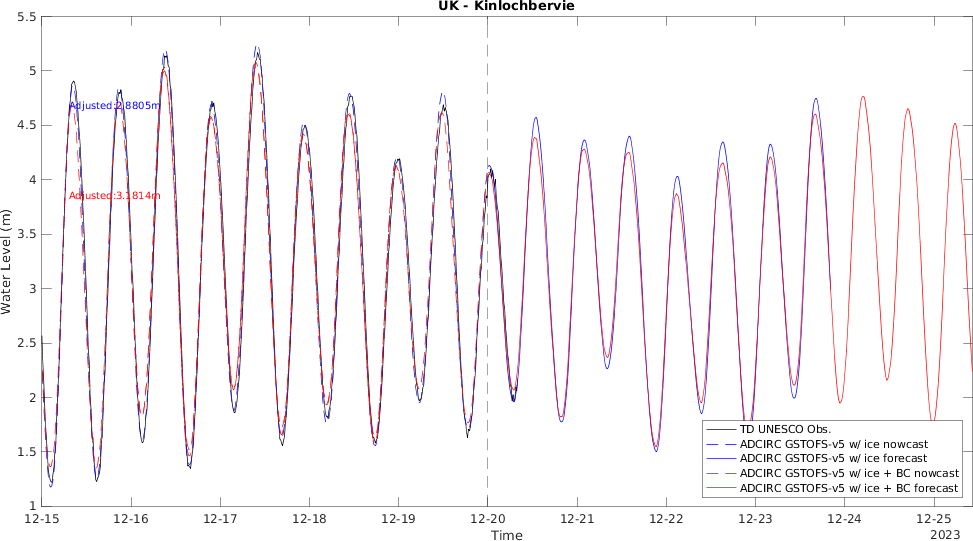 UK - Kinlochbervie
5.5
5
4.5
4
3.5
3
2.5
2
1.5
1
Water Level (m)
Adjusted:2.8805m
Adjusted:3.1814m
TD UNESCO Obs.
ADCIRC GSTOFS-v5 w/ ice nowcast
ADCIRC GSTOFS-v5 w/ ice forecast
ADCIRC GSTOFS-v5 w/ ice + BC nowcast
ADCIRC GSTOFS-v5 w/ ice + BC forecast
12-15 12-16 12-17 12-18 12-19 12-20 12-21 12-22 12-23 12-24 12-25
2023
Time